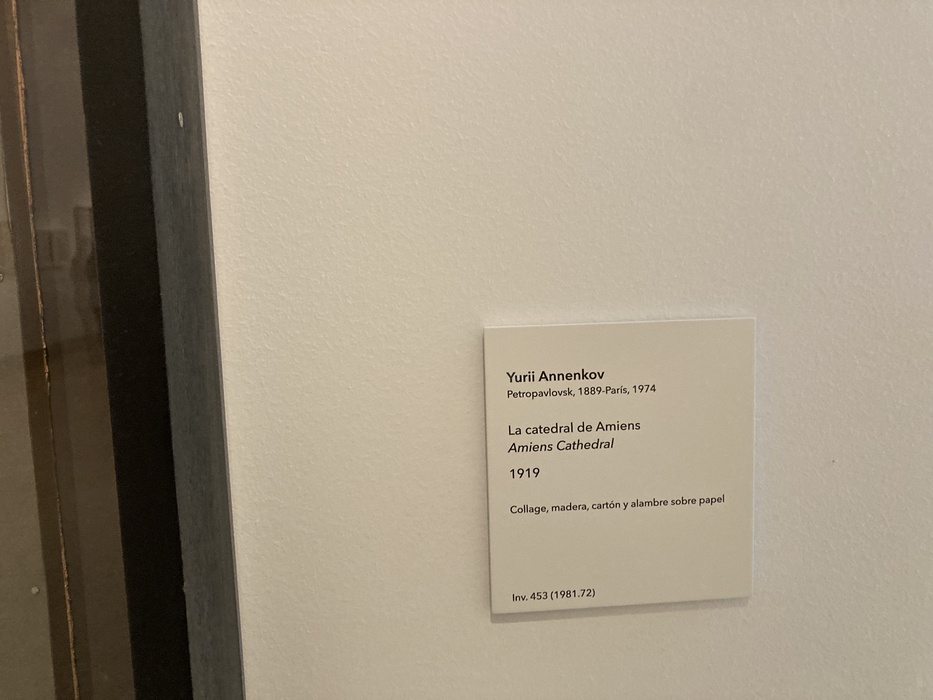 Yurii Annenkov
Petropavlovsk, 1889-París, 1974
La catedral de Amiens
Amiens Cathedral
1919
Collage, madera, cartón y alambre sobre papel
Inv. 453 (1981.72)